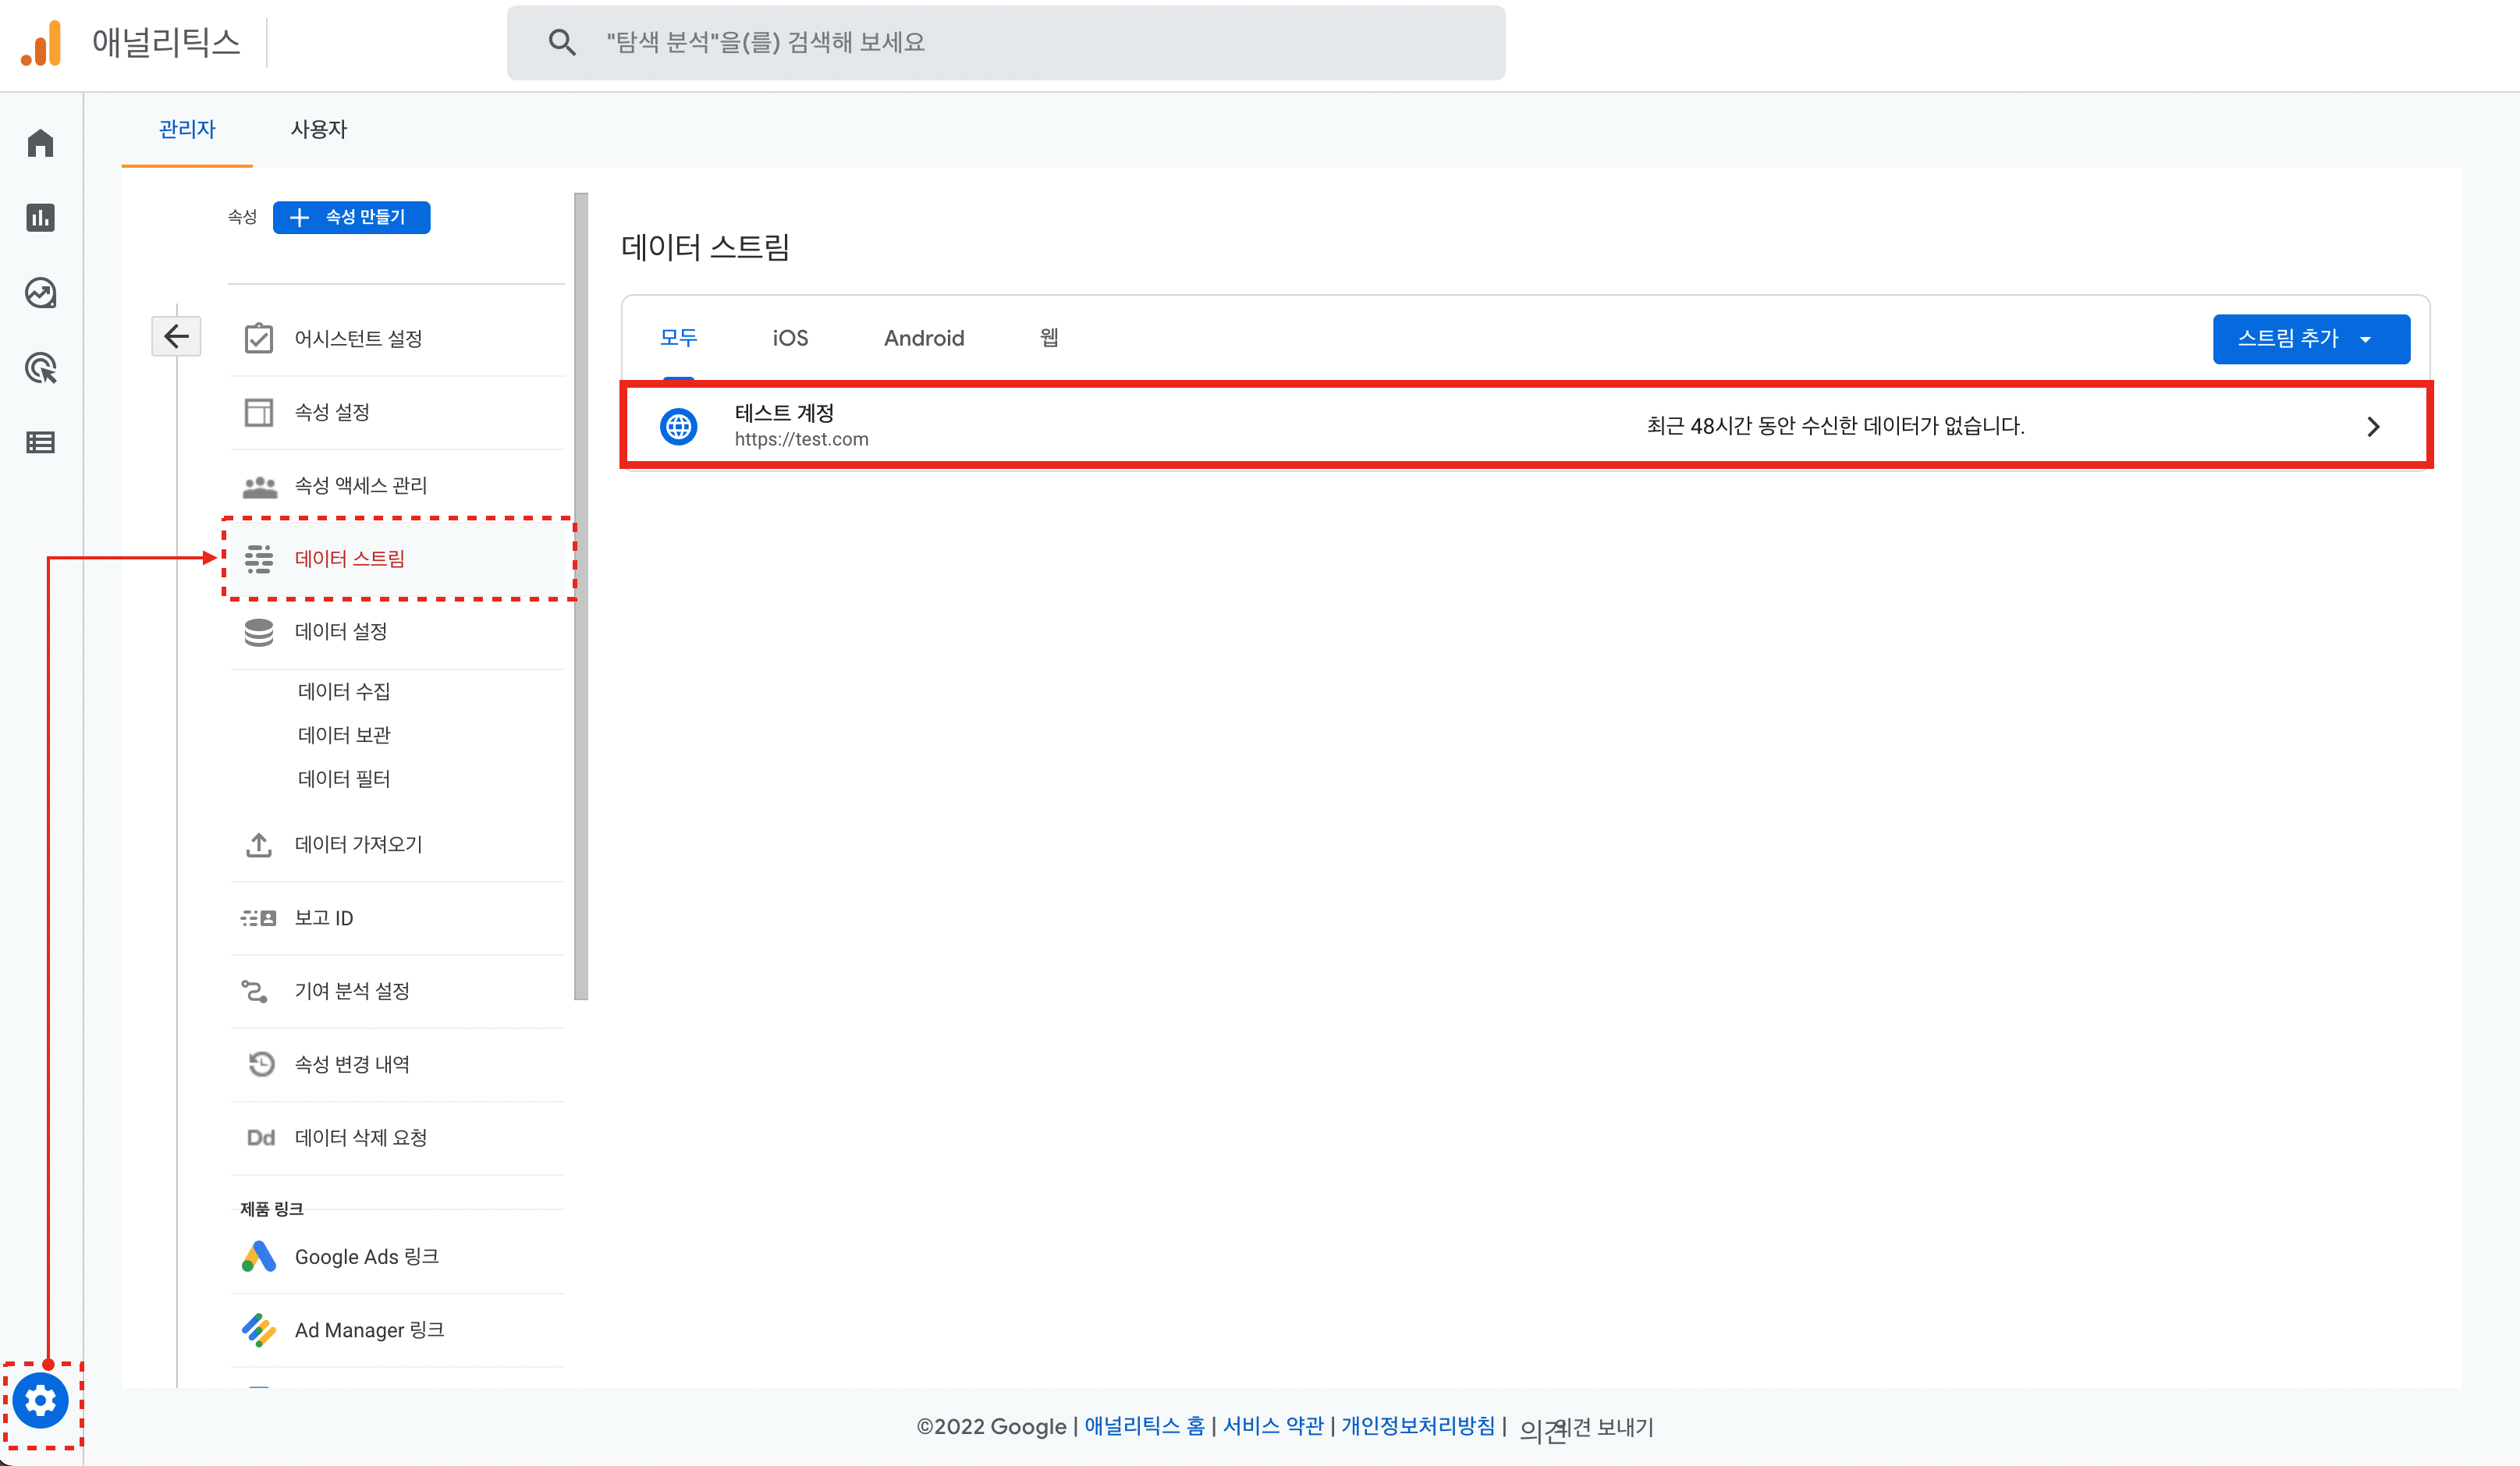 애널리틱스
"탐색 분석"을(를) 검색해 보세요
관리자 사용자
속성 속성 만들기
어시스턴트 설정
속성 설정
속성 액세스 관리
데이터 스트림
데이터 설정
데이터 수집
데이터 보관
데이터 필터
데이터 가져오기
보고 ID
기여 분석 설정
속성 변경 내역
Dd 데이터 삭제 요청
제품 링크
Google Ads 링크
Ad Manager 링크
데이터 스트림
모두 iOS Android 웹 스트림 추가
테스트 계정
https://test.com
최근 48시간 동안 수신한 데이터가 없습니다.
©2022 Google | 애널리틱스 홈 | 서비스 약관 | 개인정보처리방침 | 의견 의견 보내기